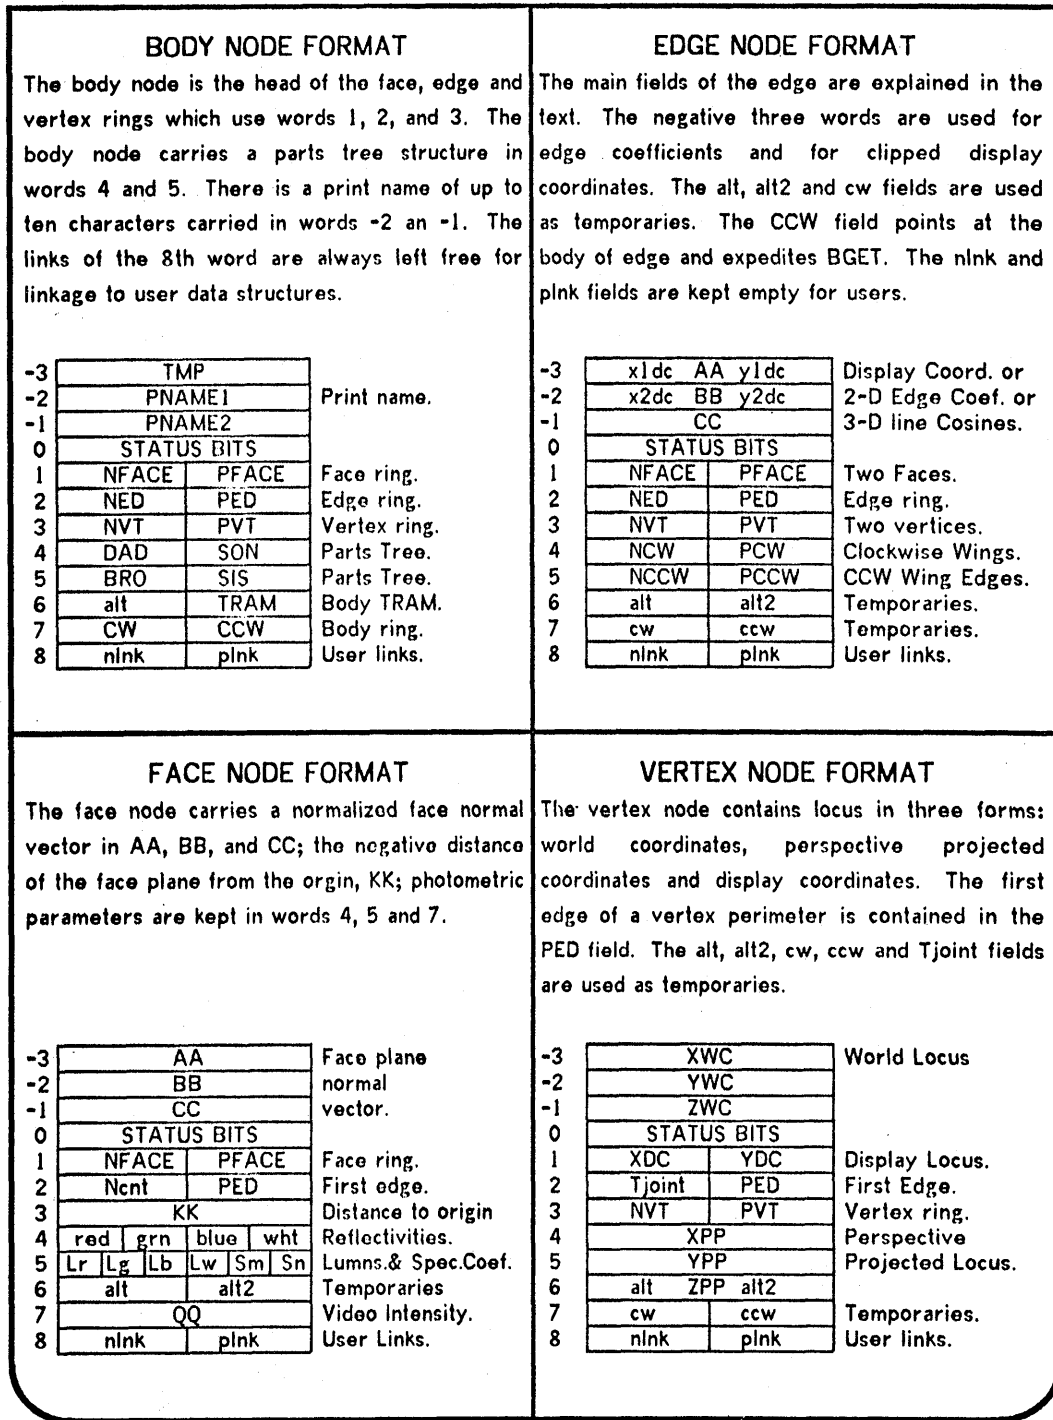 BODY NODE FORMAT
The body node is the head of the face, edge and
vertex rings which use words 1, 2, and 3. The
body node carries a parts tree structure in
words 4 and 5. There is a print name of up to
ten characters carried in words -2 an -1. The
links of the 8th word are always left free for
linkage to user data structures.
-3 TMP
-2 PNAME1 Print name.
-1 PNAME2
0 STATUS BITS
1 NFACE PFACE Face ring.
2 NED PED Edge ring.
3 NVT PVT Vertex ring.
4 DAD SON Parts Tree.
5 BRO SIS Parts Tree.
6 alt TRAM Body TRAM.
7 CW CCW Body ring.
8 nlnk plnk User links.
EDGE NODE FORMAT
The main fields of the edge are explained in the
text. The negative three words are used for
edge coefficients and for clipped display
coordinates. The alt, alt2 and cw fields are used
as temporaries. The CCW field points at the
body of edge and expedites BGET. The nlnk and
plnk fields are kept empty for users.
-3 x1dc AA y1dc Display Coord. or
-2 x2dc BB y2dc 2-D Edge Coef. or
-1 CC 3-D line Cosines.
0 STATUS BITS
1 NFACE PFACE Two Faces.
2 NED PED Edge ring.
3 NVT PVT Two vertices.
4 NCW PCW Clockwise Wings.
5 NCCW PCCW CCW Wing Edges.
6 alt alt2 Temporaries.
7 cw ccw Temporaries.
8 nlnk plnk User links.
FACE NODE FORMAT
The face node carries a normalized face normal
vector in AA, BB, and CC; the negative distance
of the face plane from the orgin, KK; photometric
parameters are kept in words 4, 5 and 7.
-3 AA Face plane
-2 BB normal
-1 CC vector.
0 STATUS BITS
1 NFACE PFACE Face ring.
2 Ncnt PED First edge.
3 KK Distance to origin
4 red grn blue wht Reflectivities.
5 Lr Lg Lb Lw Sm Sn Lumns.& Spec.Coef.
6 alt alt2 Temporaries
7 QQ Video Intensity.
8 nlnk plnk User Links.
VERTEX NODE FORMAT
The vertex node contains locus in three forms:
world coordinates, perspective projected
coordinates and display coordinates. The first
edge of a vertex perimeter is contained in the
PED field. The alt, alt2, cw, ccw and Tjoint fields
are used as temporaries.
-3 XWC World Locus
-2 YWC
-1 ZWC
0 STATUS BITS
1 XDC YDC Display Locus.
2 Tjoint PED First Edge.
3 NVT PVT Vertex ring.
4 XPP Perspective
5 YPP Projected Locus.
6 alt ZPP alt2
7 cw ccw Temporaries.
8 nlnk plnk User links.